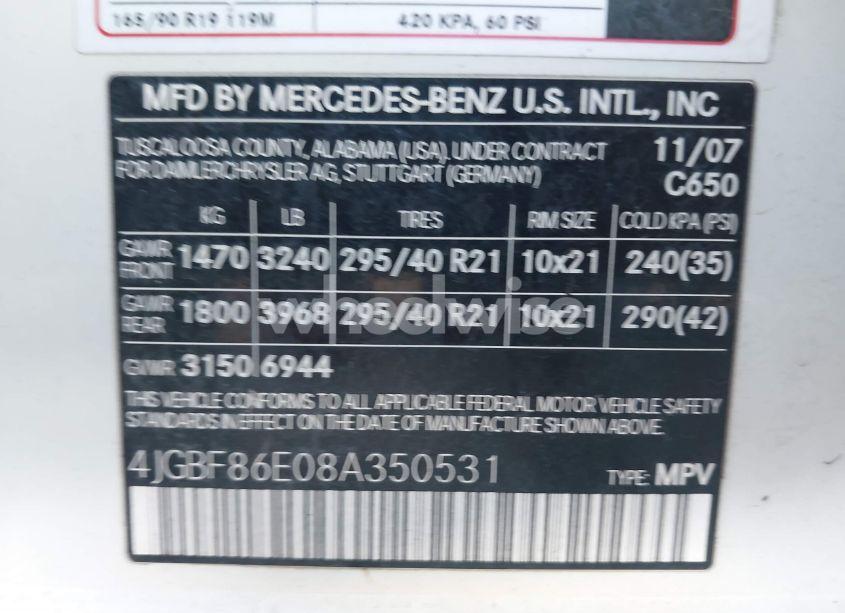 165/90 R19 119M 420 KPA, 60 PSI
MFD BY MERCEDES-BENZ U.S. INTL., INC
TUSCALOOSA COUNTY, ALABAMA (USA). UNDER CONTRACT 11/07
FOR DAIMLERCHRYSLER AG, STUTTGART (GERMANY) C650
KG LB TIRES RIM SIZE COLD KPA (PSI)
GAWR FRONT 1470 3240 295/40 R21 10x21 240(35)
GAWR REAR 1800 3968 295/40 R21 10x21 290(42)
wheelwise
GVWR 3150 6944
THIS VEHICLE CONFORMS TO ALL APPLICABLE FEDERAL MOTOR VEHICLE SAFETY
STANDARDS IN EFFECT ON THE DATE OF MANUFACTURE SHOWN ABOVE.
4JGBF86E08A350531 TYPE: MPV